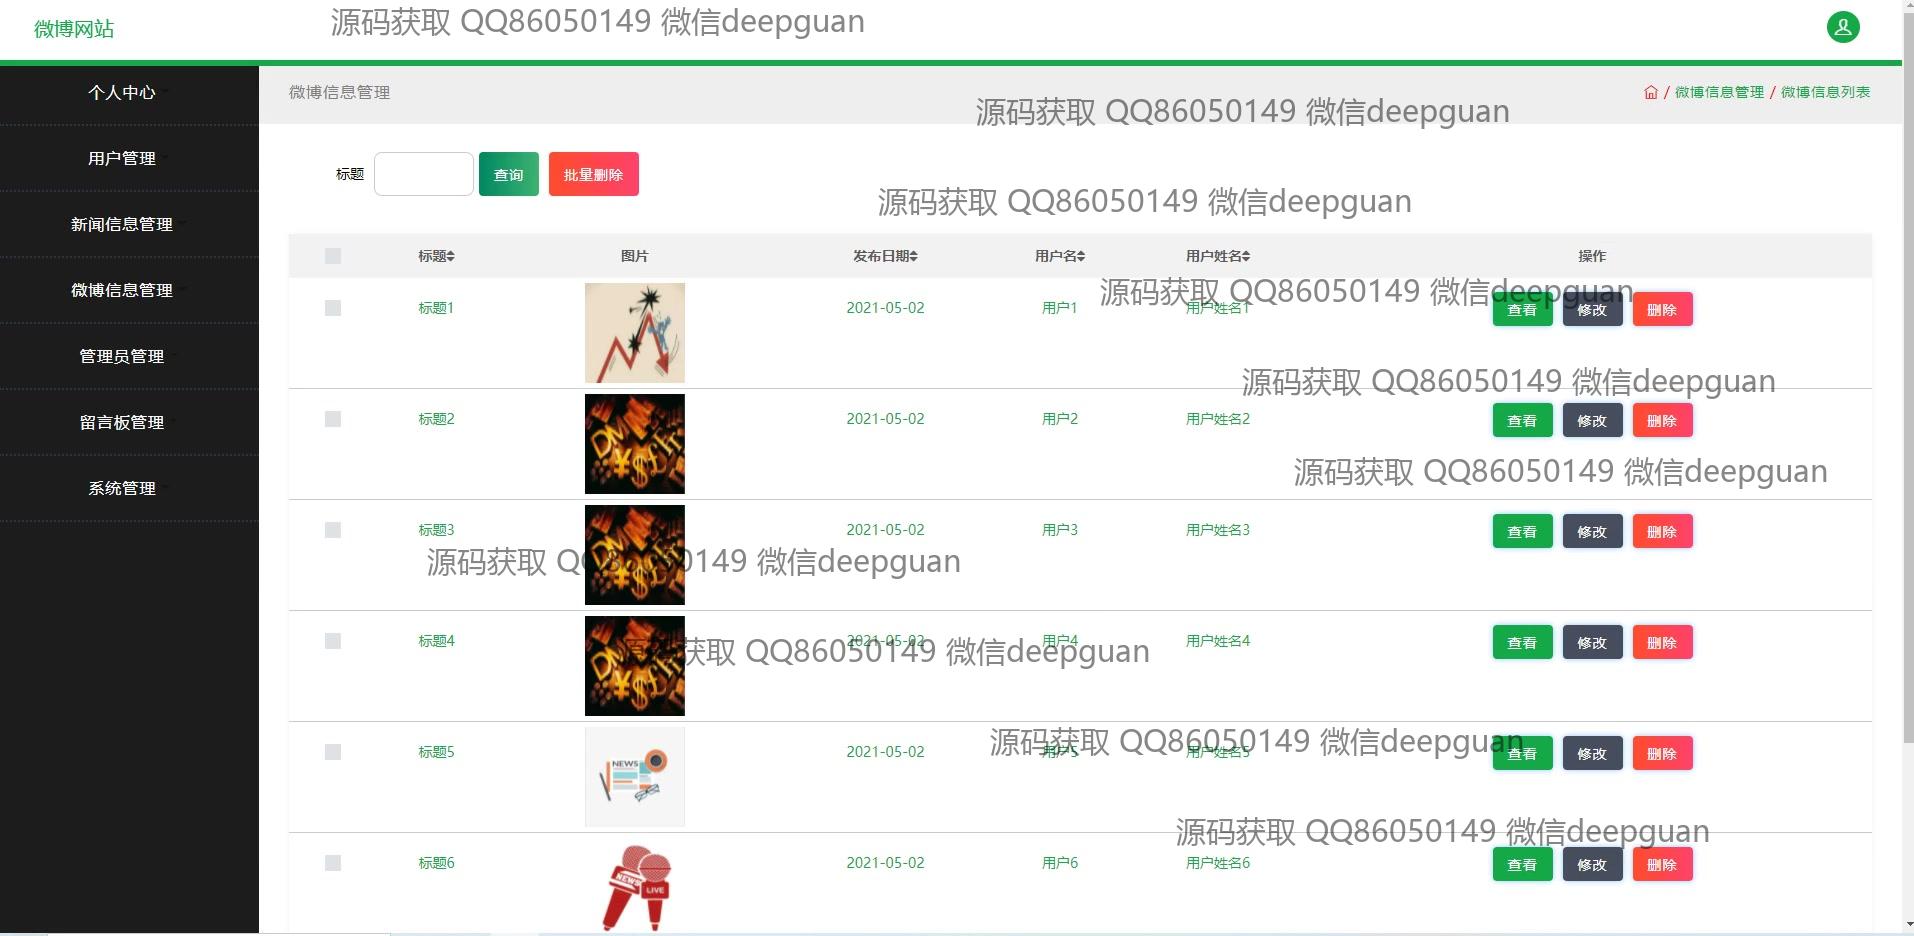 微博网站
源码获取 QQ86050149 微信deepguan
个人中心
用户管理
新闻信息管理
微博信息管理
管理员管理
留言板管理
系统管理
微博信息管理
/ 微博信息管理 / 微博信息列表
源码获取 QQ86050149 微信deepguan
标题 查询 批量删除
源码获取 QQ86050149 微信deepguan
标题 图片 发布日期 用户名 用户姓名 操作
源码获取 QQ86050149 微信deepguan
标题1 2021-05-02 用户1 用户姓名1 查看 修改 删除
源码获取 QQ86050149 微信deepguan
标题2 2021-05-02 用户2 用户姓名2 查看 修改 删除
DM
¥$£
源码获取 QQ86050149 微信deepguan
标题3 2021-05-02 用户3 用户姓名3 查看 修改 删除
DM
¥$£
源码获取 QQ86050149 微信deepguan
标题4 2021-05-02 用户4 用户姓名4 查看 修改 删除
DM
¥$£
源码获取 QQ86050149 微信deepguan
源码获取 QQ86050149 微信deepguan
标题5 2021-05-02 用户5 用户姓名5 查看 修改 删除
NEWS
源码获取 QQ86050149 微信deepguan
标题6 2021-05-02 用户6 用户姓名6 查看 修改 删除
NEWS
LIVE